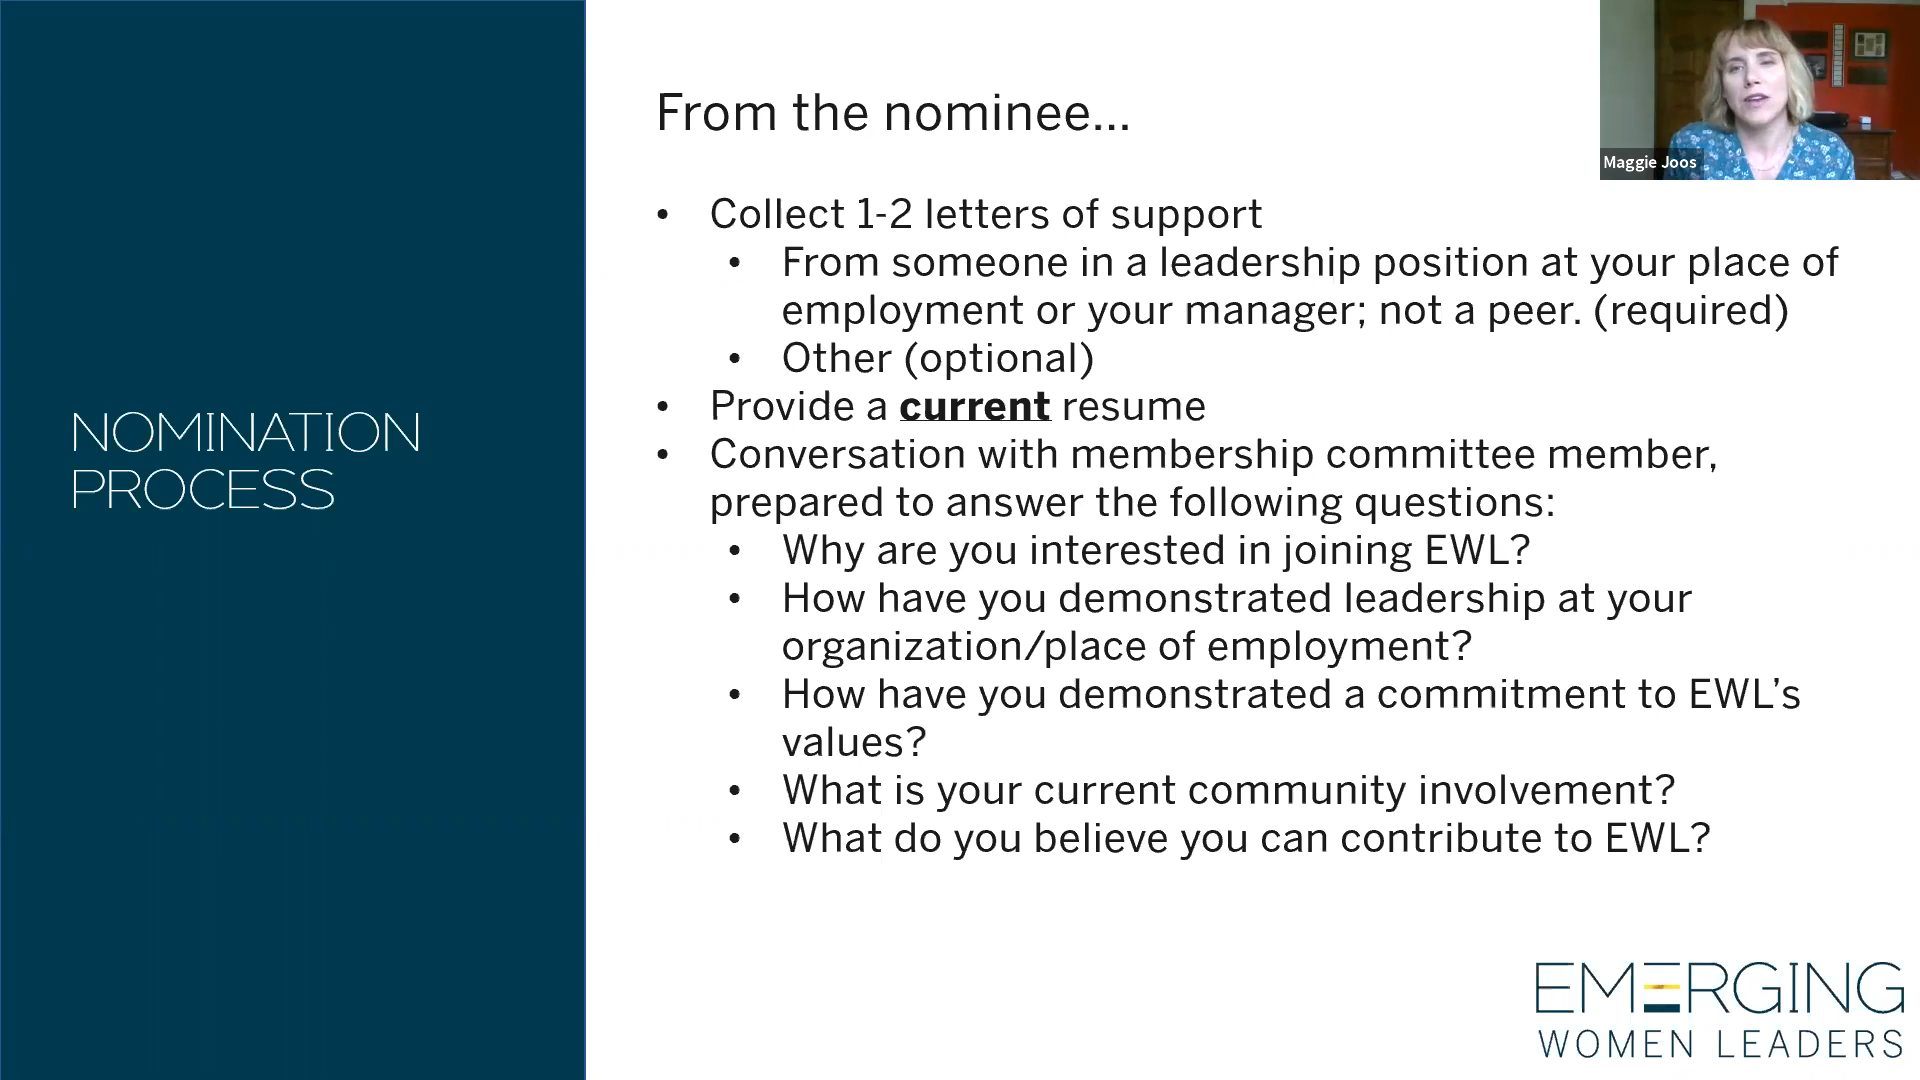 NOMINATION
PROCESS
From the nominee...
• Collect 1-2 letters of support
• From someone in a leadership position at your place of
employment or your manager; not a peer. (required)
• Other (optional)
• Provide a current resume
• Conversation with membership committee member,
prepared to answer the following questions:
• Why are you interested in joining EWL?
• How have you demonstrated leadership at your
organization/place of employment?
• How have you demonstrated a commitment to EWL’s
values?
• What is your current community involvement?
• What do you believe you can contribute to EWL?
Maggie Joos
EMERGING
WOMEN LEADERS